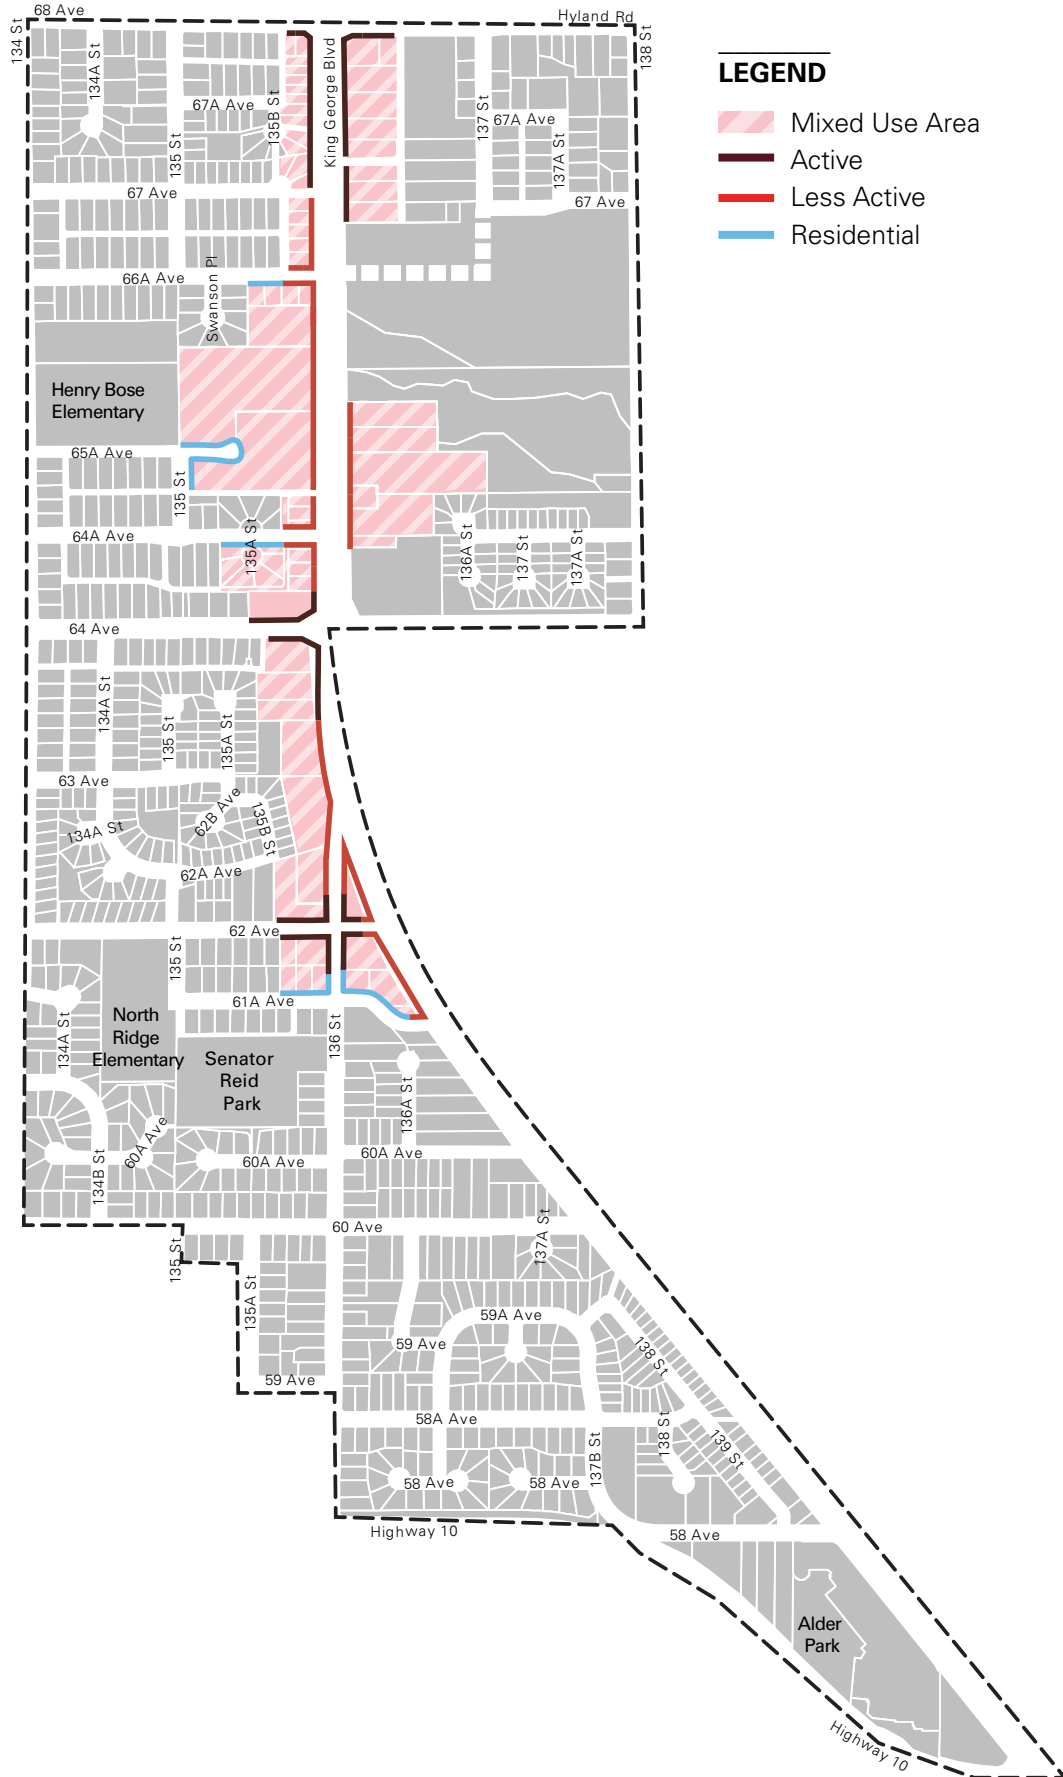 68 Ave
Hyland Rd
134 St
134A St
135 St
67A Ave
135B St
King George Blvd
137 St
67A Ave
137A St
138 St
67 Ave
67 Ave
LEGEND
Mixed Use Area
Active
Less Active
Residential
66A Ave
Swanson Pl
Henry Bose
Elementary
65A Ave
135 St
64A Ave
135A St
136A St
137 St
137A St
64 Ave
134A St
135 St
135A St
63 Ave
134A St
62B Ave
135B St
62A Ave
62 Ave
135 St
61A Ave
134A St
North
Ridge
Elementary
Senator
Reid
Park
136 St
136A St
134B St
60A Ave
60A Ave
60A Ave
60 Ave
135 St
135A St
137A St
59A Ave
59 Ave
138 St
59 Ave
58A Ave
137B St
138 St
139 St
58 Ave
58 Ave
Highway 10
58 Ave
Alder
Park
Highway 10